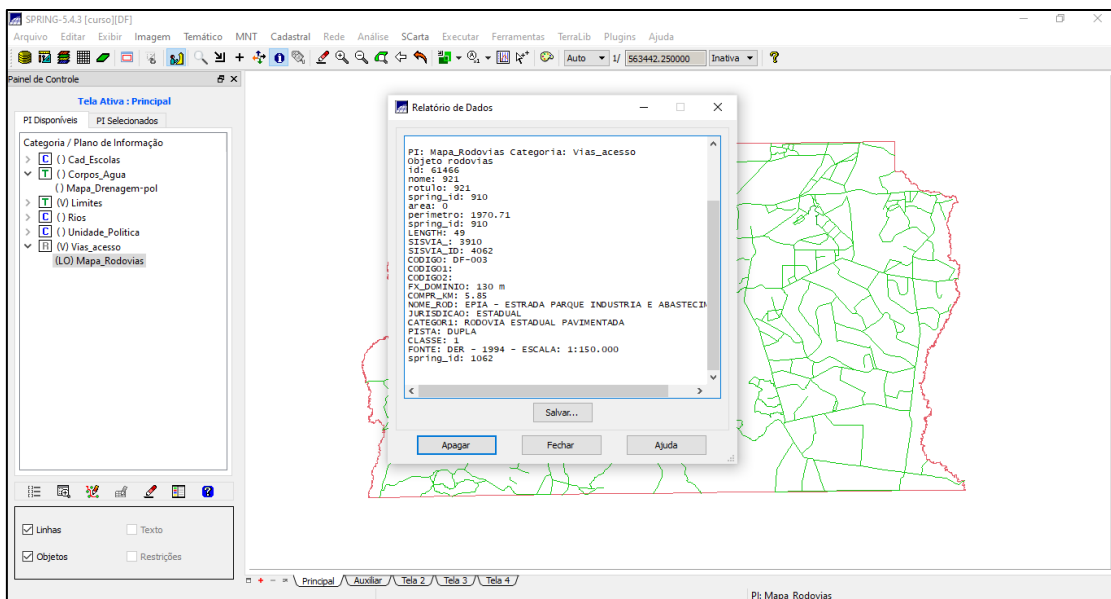 SPRING-5.4.3 [curso][DF]
Arquivo Editar Exibir Imagem Temático MNT Cadastral Rede Análise SCarta Executar Ferramentas TerraLib Plugins Ajuda
Auto 1/ 563442.250000 Inativa
Painel de Controle
Tela Ativa : Principal
PI Disponíveis PI Selecionados
Categoria / Plano de Informação
C () Cad_Escolas
T () Corpos_Agua
() Mapa_Drenagem-pol
T (V) Limites
C () Rios
C () Unidade_Politica
R (V) Vias_acesso
(LO) Mapa_Rodovias
Linhas Texto
Objetos Restrições
Relatório de Dados
PI: Mapa_Rodovias Categoria: Vias_acesso
Objeto rodovias
id: 61466
nome: 921
rotulo: 921
spring_id: 910
area: 0
perimetro: 1970.71
spring_id: 910
LENGTH: 49
SISVIA_: 3910
SISVIA_ID: 4062
CODIGO: DF-003
CODIGO1:
CODIGO2:
FX_DOMINIO: 130 m
COMPR_KM: 5.85
NOME_ROD: EPIA - ESTRADA PARQUE INDUSTRIA E ABASTECIM
JURISDICAO: ESTADUAL
CATEGOR1: RODOVIA ESTADUAL PAVIMENTADA
PISTA: DUPLA
CLASSE: 1
FONTE: DER - 1994 - ESCALA: 1:150.000
spring_id: 1062
Salvar...
Apagar Fechar Ajuda
Principal Auxiliar Tela 2 Tela 3 Tela 4
PI: Mapa_Rodovias